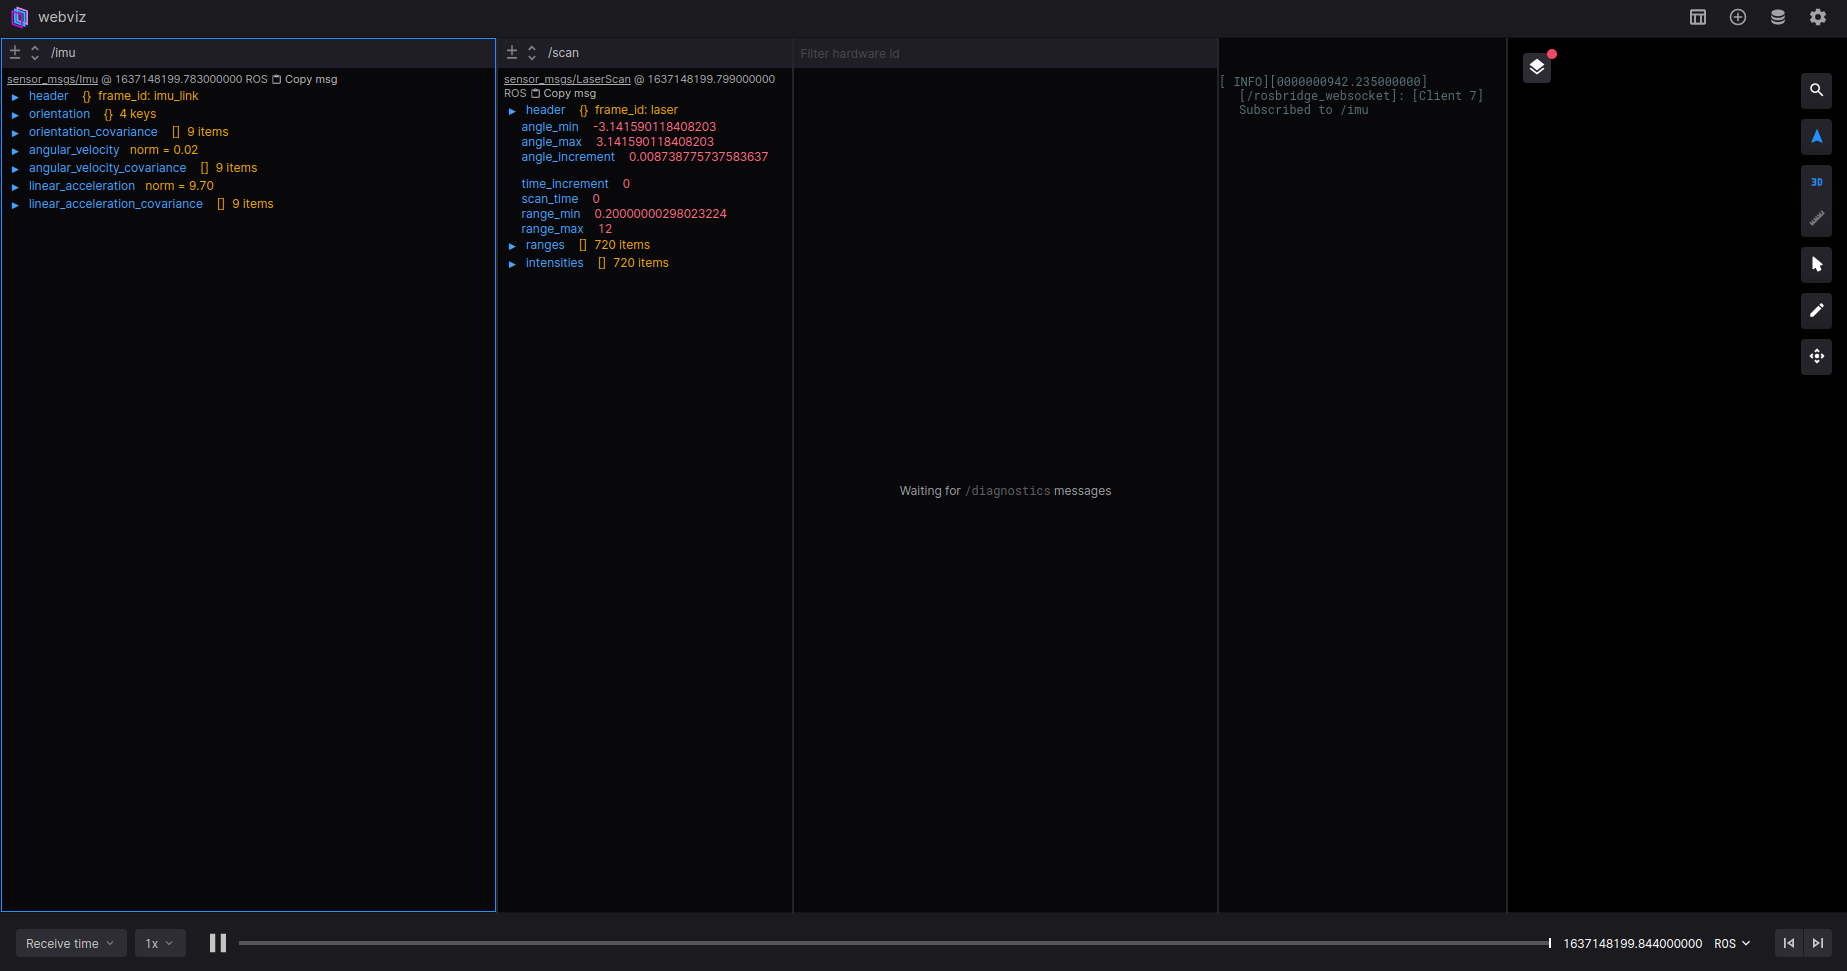 webviz
/imu
sensor_msgs/Imu @ 1637148199.783000000 ROS Copy msg
header {} frame_id: imu_link
orientation {} 4 keys
orientation_covariance [] 9 items
angular_velocity norm = 0.02
angular_velocity_covariance [] 9 items
linear_acceleration norm = 9.70
linear_acceleration_covariance [] 9 items
/scan
sensor_msgs/LaserScan @ 1637148199.799000000
ROS Copy msg
header {} frame_id: laser
angle_min -3.141590118408203
angle_max 3.141590118408203
angle_increment 0.008738775737583637
time_increment 0
scan_time 0
range_min 0.20000000298023224
range_max 12
ranges [] 720 items
intensities [] 720 items
Filter hardware id
Waiting for /diagnostics messages
[ INFO][0000000942.235000000]
[/rosbridge_websocket]: [Client 7]
Subscribed to /imu
3D
Receive time
1x
1637148199.844000000 ROS